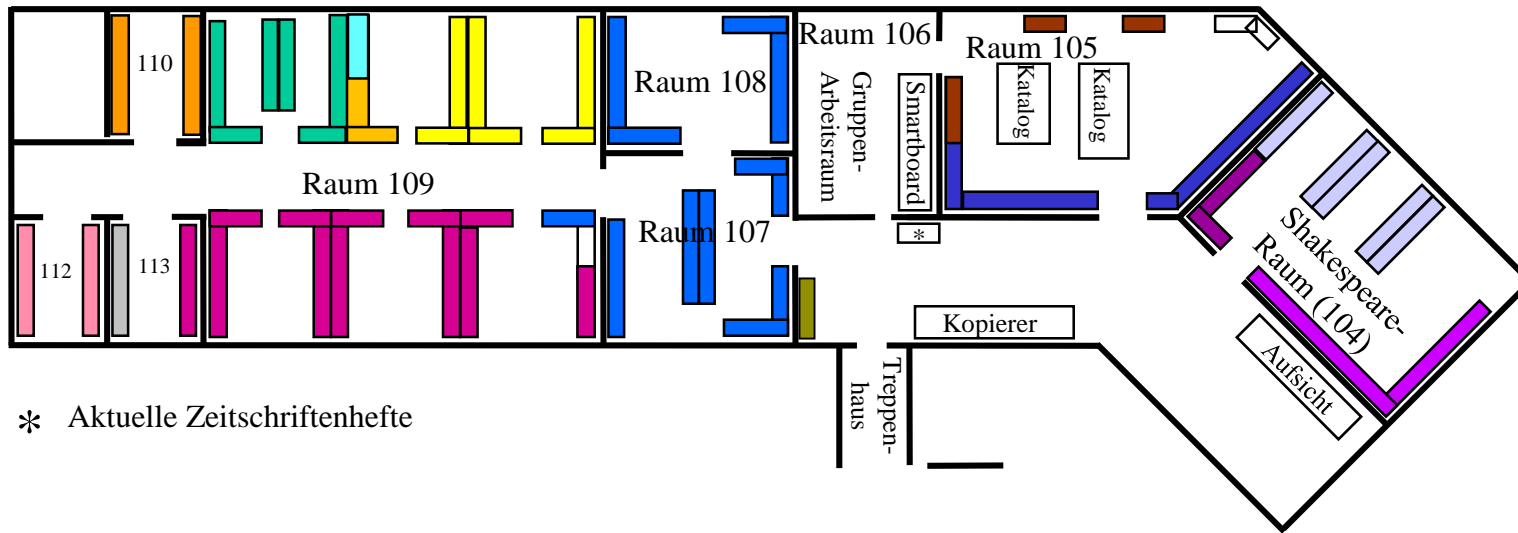 110
Raum 108
Raum 106
Gruppen-
Arbeitsraum
Smartboard
Raum 105
Katalog
Katalog
Raum 109
Raum 107
112
113
*
Shakespeare-
Raum (104)
Kopierer
Aufsicht
Treppen-
haus
* Aktuelle Zeitschriftenhefte